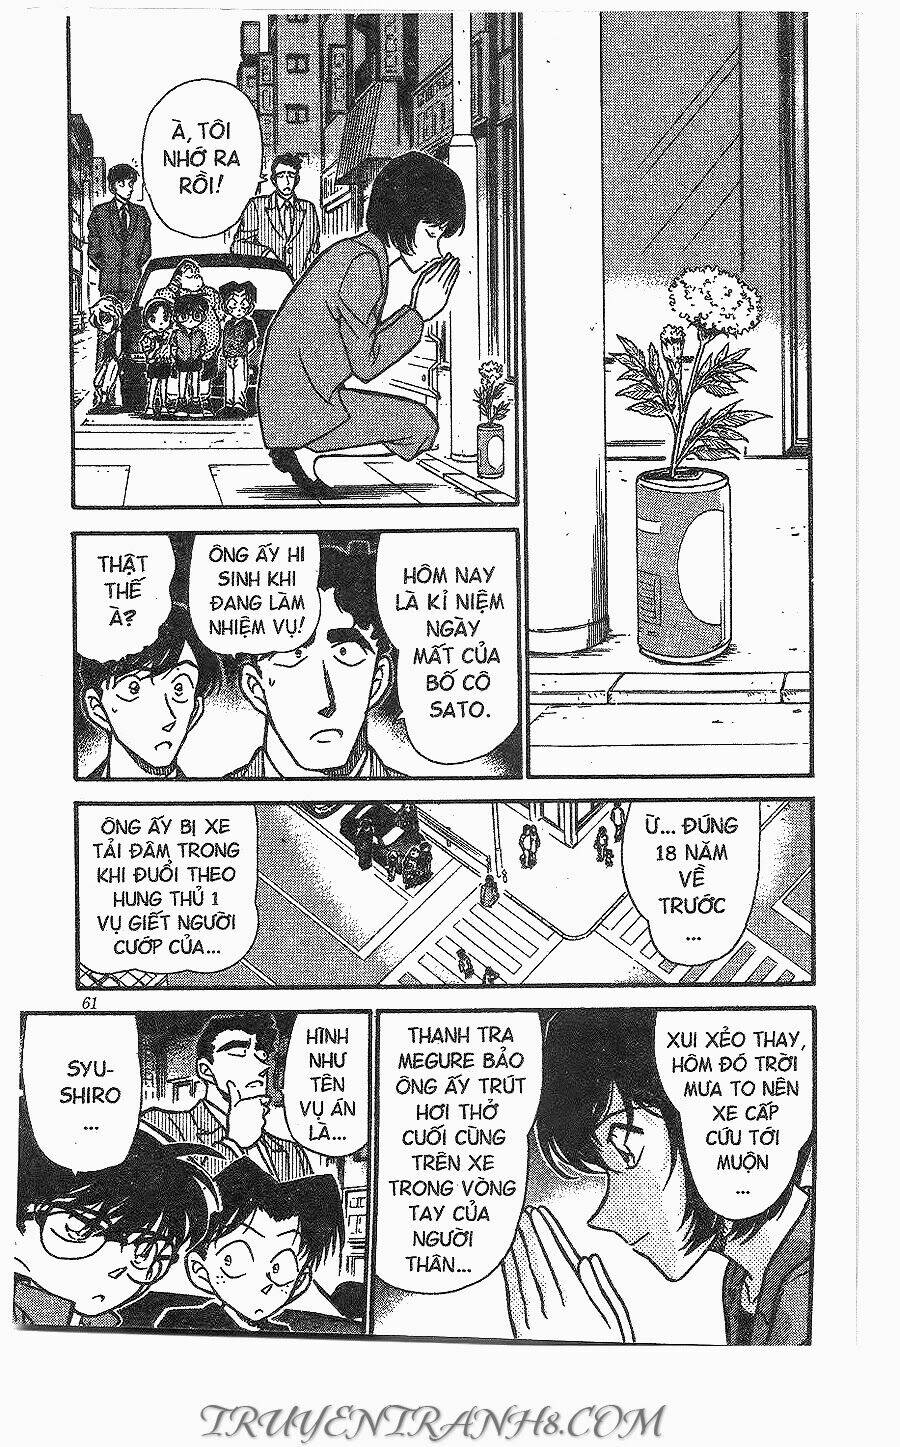 À, TÔI
NHỚ RA
RỒI!
HÔM NAY
LÀ KỈ NIỆM
NGÀY
MẤT CỦA
BỐ CÔ
SATO.
ÔNG ẤY HI
SINH KHI
ĐANG LÀM
NHIỆM VỤ!
THẬT
THẾ
À?
Ừ... ĐÚNG
18 NĂM
VỀ
TRƯỚC
...
ÔNG ẤY BỊ XE
TẢI ĐÂM TRONG
KHI ĐUỔI THEO
HUNG THỦ 1
VỤ GIẾT NGƯỜI
CƯỚP CỦA...
61
XUI XẺO THAY,
HÔM ĐÓ TRỜI
MƯA TO NÊN
XE CẤP
CỨU TỚI
MUỘN
...
THANH TRA
MEGURE BẢO
ÔNG ẤY TRÚT
HƠI THỞ
CUỐI CÙNG
TRÊN XE
TRONG VÒNG
TAY CỦA
NGƯỜI
THÂN...
HÌNH
NHƯ
TÊN
VỤ ÁN
LÀ...
SYU-
SHIRO
...
TRUYENTRANH8.COM